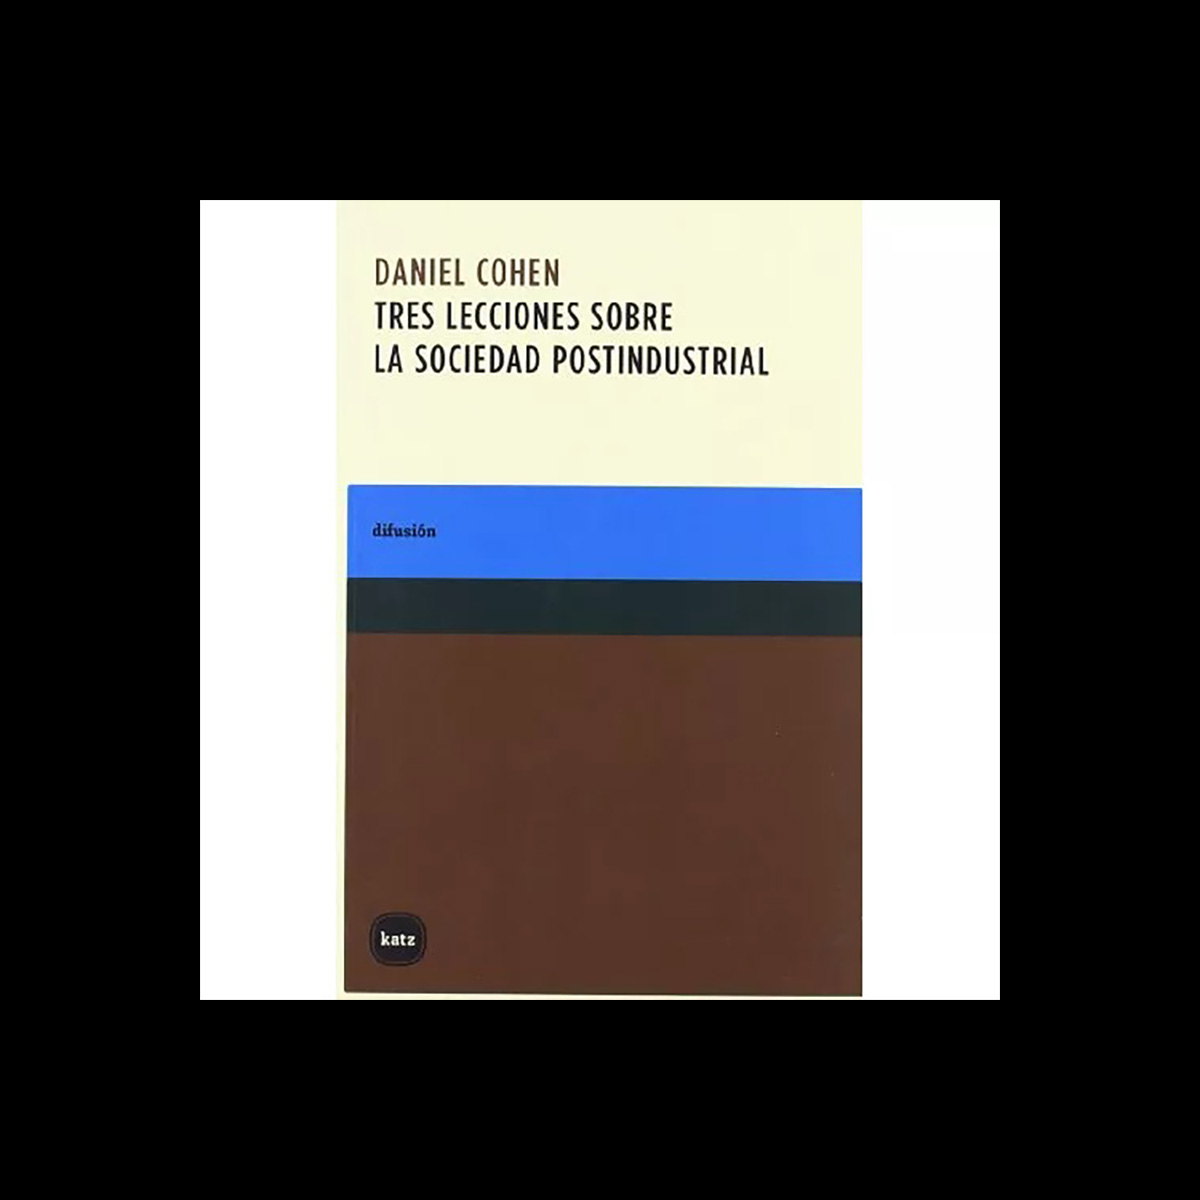 DANIEL COHEN
TRES LECCIONES SOBRE
LA SOCIEDAD POSTINDUSTRIAL
difusión
katz